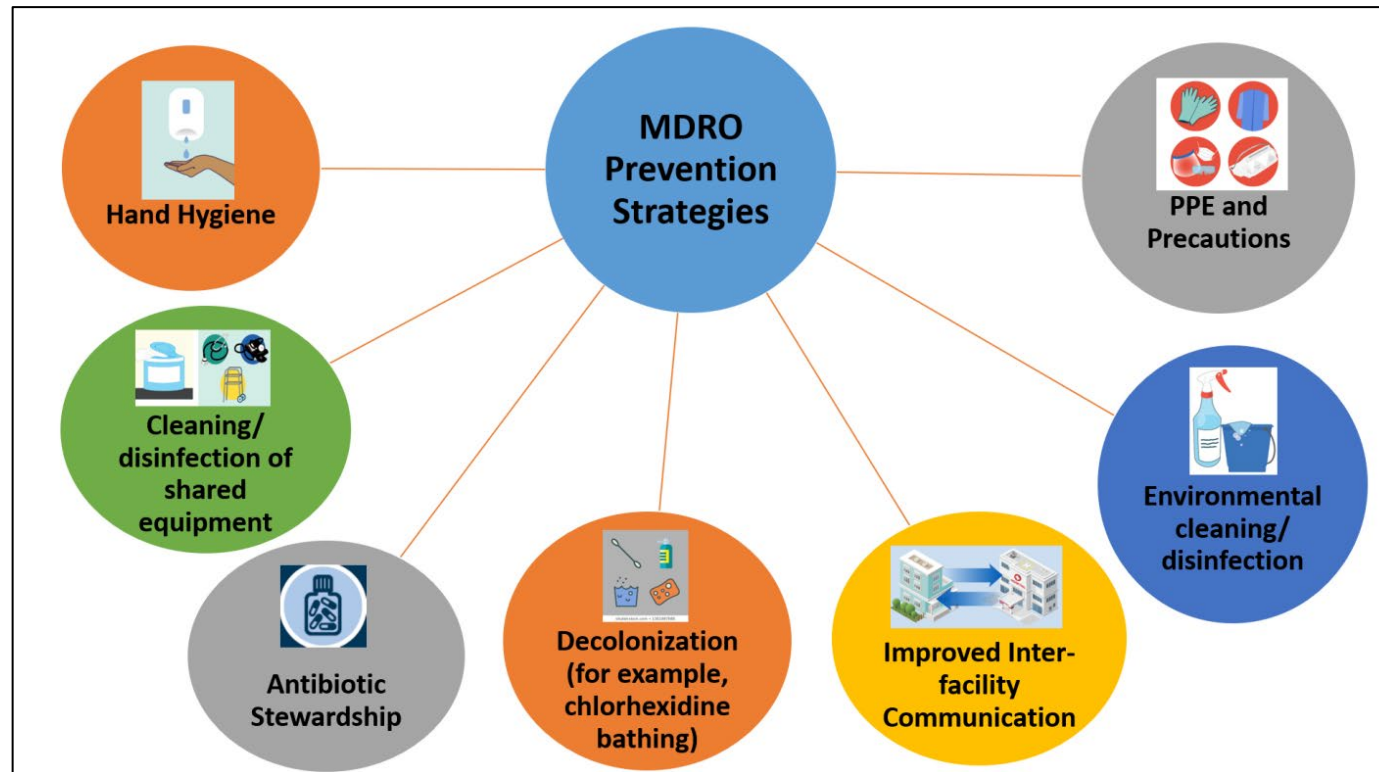 MDRO
Prevention
Strategies
Hand Hygiene
Cleaning/
disinfection of
shared
equipment
Antibiotic
Stewardship
Decolonization
(for example,
chlorhexidine
bathing)
Improved Inter-
facility
Communication
Environmental
cleaning/
disinfection
PPE and
Precautions